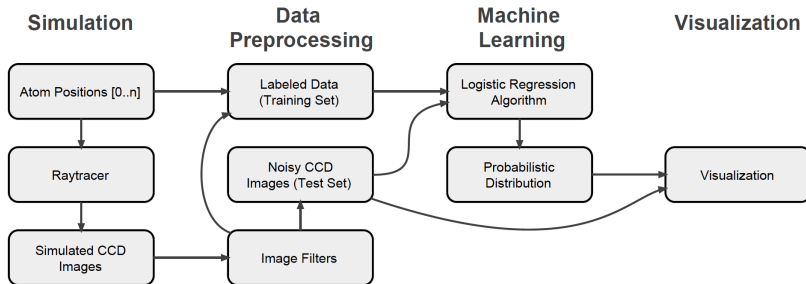 Simulation
Data
Preprocessing
Machine
Learning
Visualization
Atom Positions [0..n]
Labeled Data
(Training Set)
Logistic Regression
Algorithm
Raytracer
Noisy CCD
Images (Test Set)
Probabilistic
Distribution
Visualization
Simulated CCD
Images
Image Filters